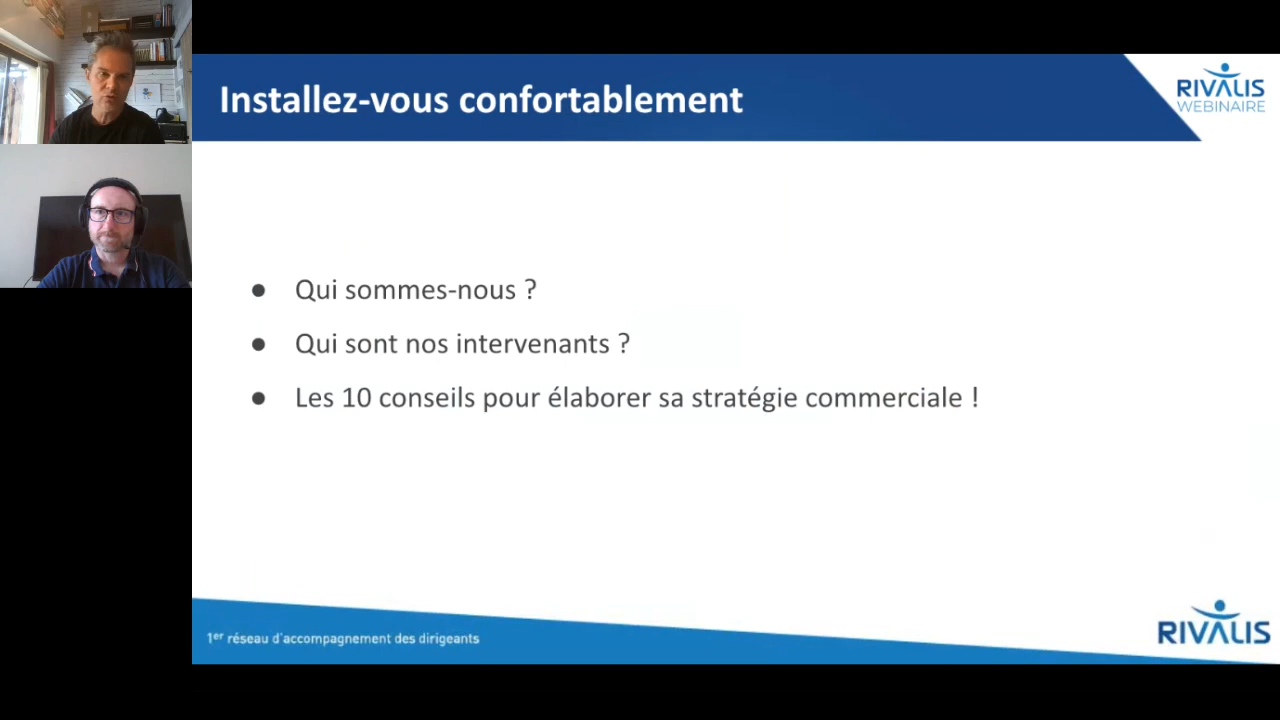 Installez-vous confortablement
RIVALIS
WEBINAIRE
● Qui sommes-nous ?
● Qui sont nos intervenants ?
● Les 10 conseils pour élaborer sa stratégie commerciale !
1er réseau d'accompagnement des dirigeants
RIVALIS